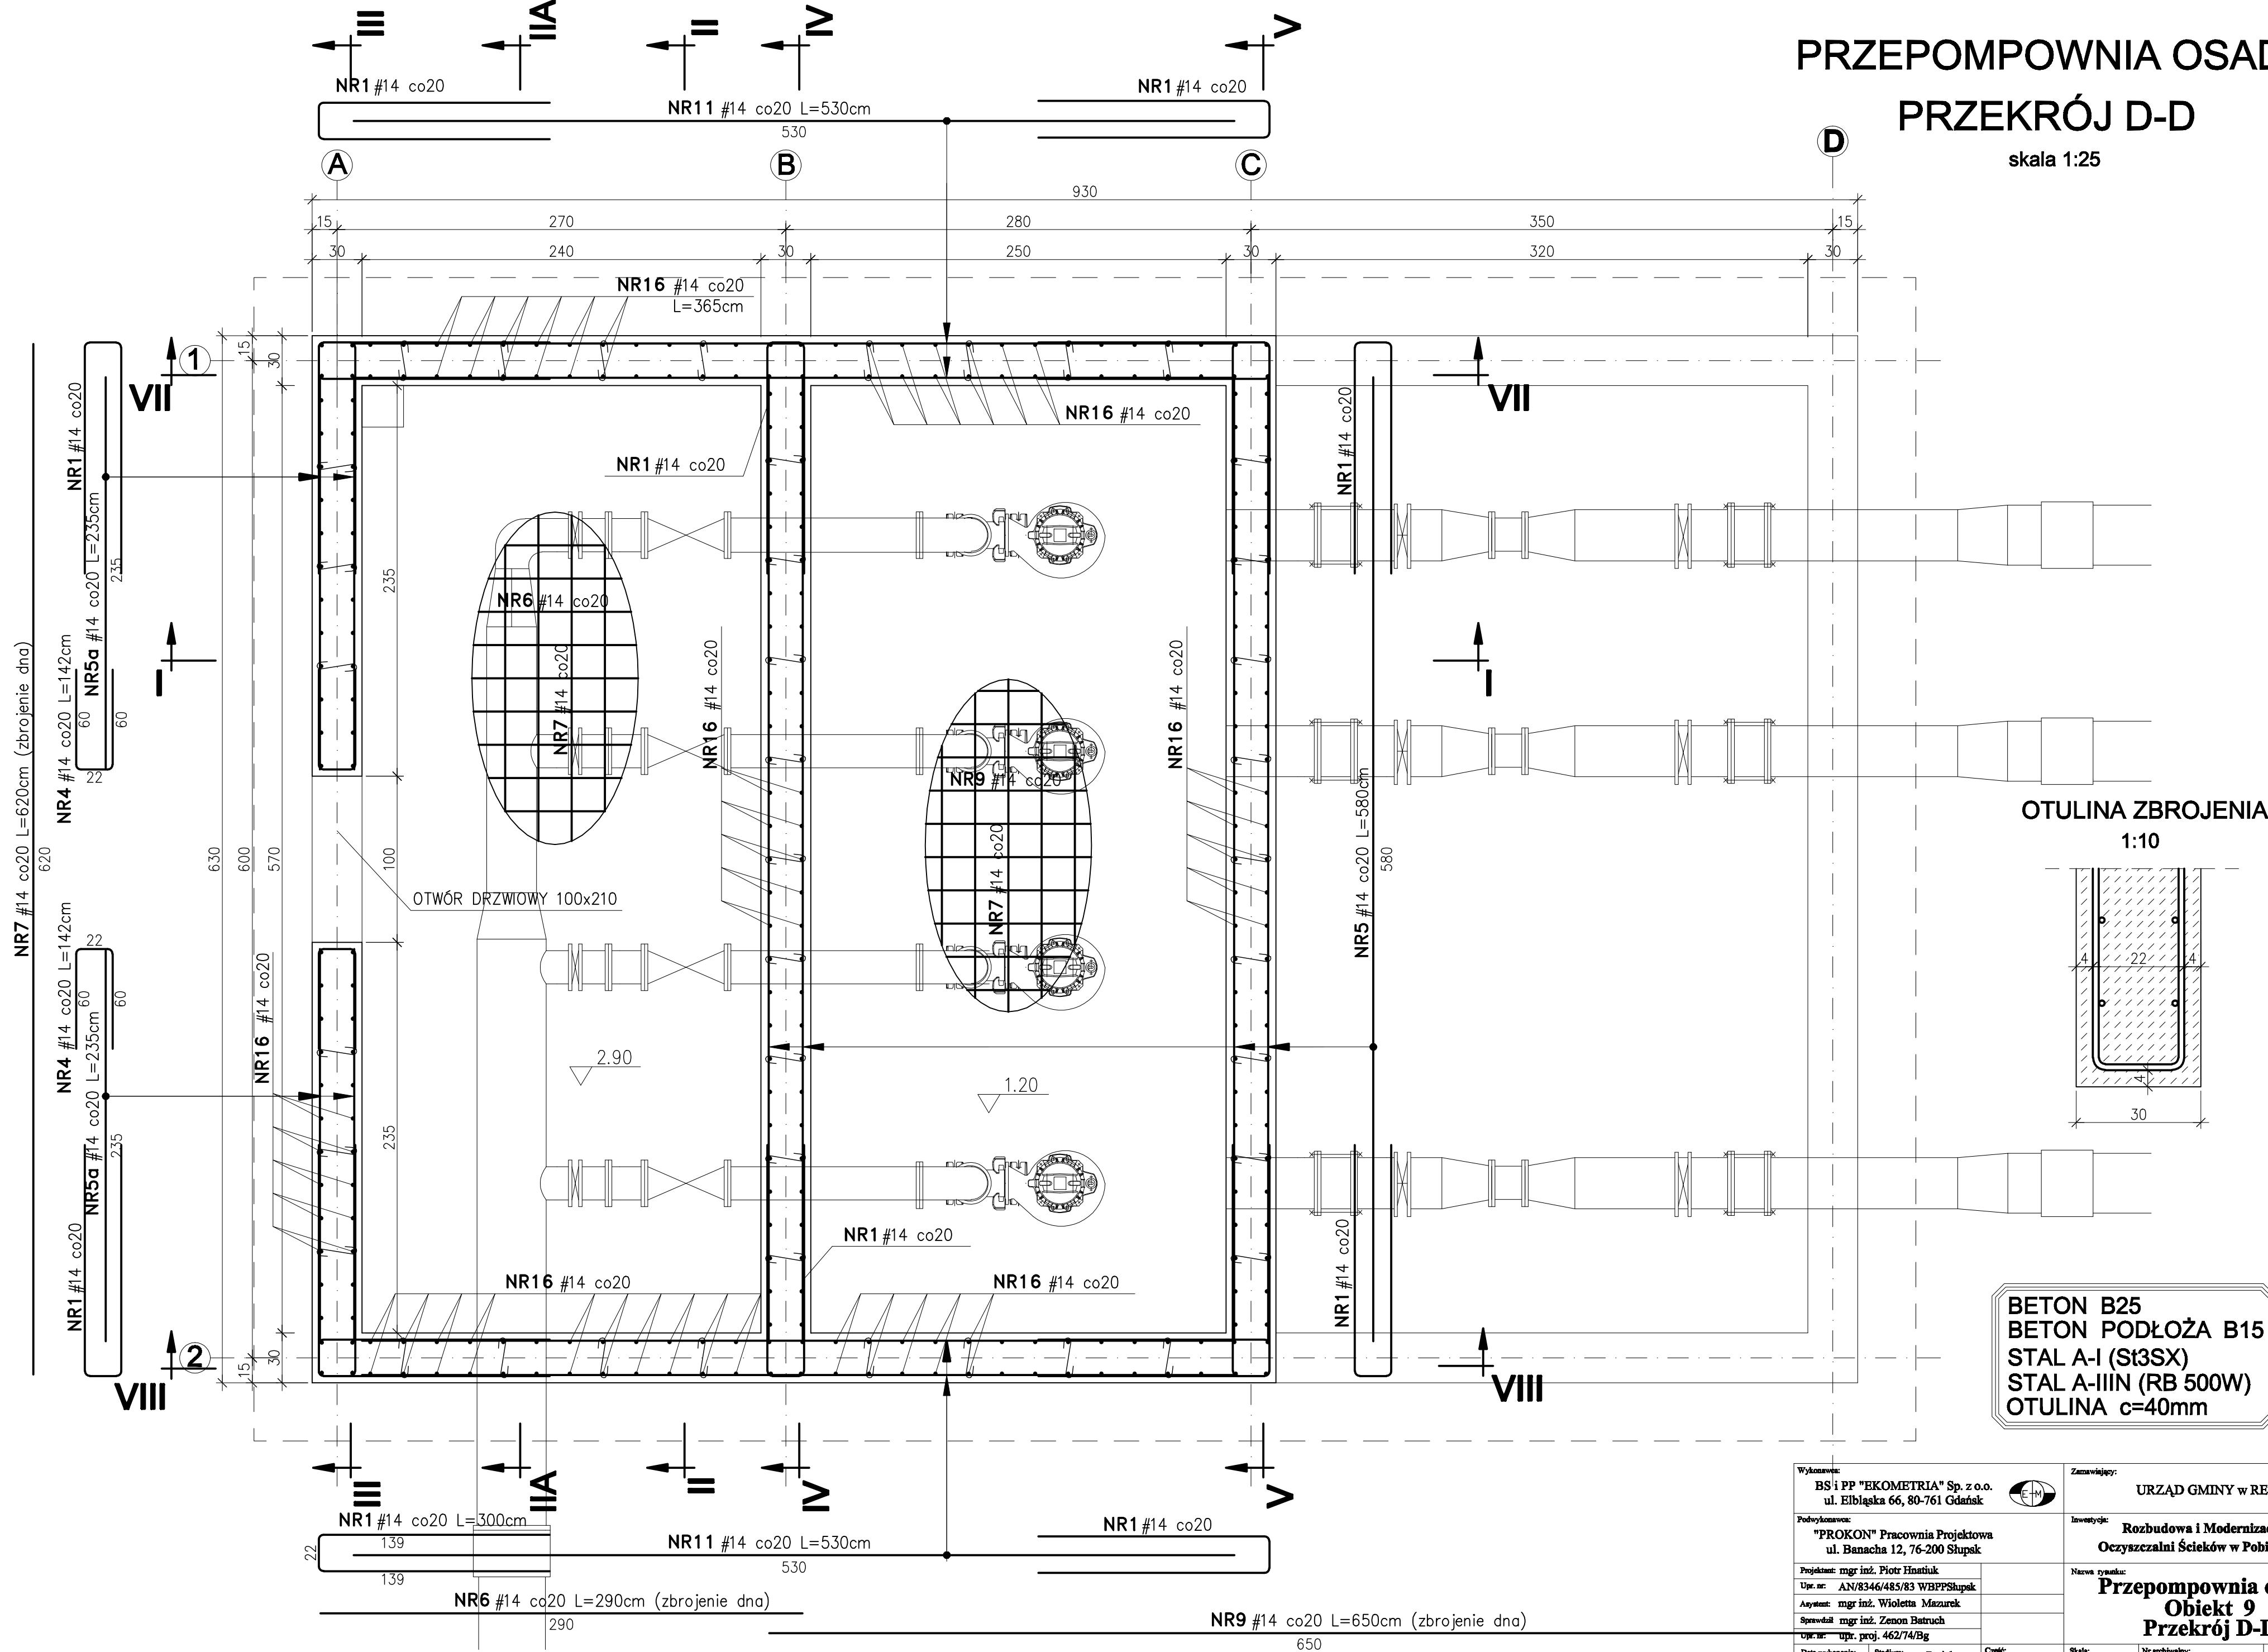 III
IIA
II
IV
V
PRZEPOMPOWNIA
PRZEKRÓJ D-D
skala 1:25
NR1 #14 co20
NR11 #14 co20 L=530cm
530
NR1 #14 co20
A
B
C
D
930
15
270
280
350
15
30
240
30
250
30
320
30
NR16 #14 co20
L=365cm
1
VII
15
30
NR1 #14 co20
NR5a #14 co20 L=235cm
235
NR16 #14 co20
NR1 #14 co20
NR1 #14 co20
VII
235
NR6 #14 co20
NR7 #14 co20
I
NR4 #14 co20 L=142cm
60
60
22
NR7 #14 co20 L=620cm (zbrojenie dna)
620
630
600
570
100
OTWÓR DRZWIOWY 100x210
NR16 #14 co20
NR9 #14 co20
NR7 #14 co20
NR16 #14 co20
I
NR5 #14 co20 L=580cm
580
OTULINA ZBROJENIA
1:10
4
22
4
4
30
22
NR4 #14 co20 L=142cm
60
60
NR16 #14 co20
NR5a #14 co20 L=235cm
235
NR1 #14 co20
235
2.90
1.20
NR1 #14 co20
NR1 #14 co20
NR16 #14 co20
NR16 #14 co20
2
15
30
VIII
VIII
BETON B25
BETON PODŁOŻA B15
STAL A-I (St3SX)
STAL A-IIIN (RB 500W)
OTULINA c=40mm
III
IIA
II
IV
V
NR1 #14 co20 L=300cm
139
22
139
NR11 #14 co20 L=530cm
530
NR1 #14 co20
NR6 #14 co20 L=290cm (zbrojenie dna)
290
NR9 #14 co20 L=650cm (zbrojenie dna)
650
Wykonawca:
BS i PP "EKOMETRIA" Sp. z o.o.
ul. Elbląska 66, 80-761 Gdańsk
E M
Zamawiający:
URZĄD GMINY w
Podwykonawca:
"PROKON" Pracownia Projektowa
ul. Banacha 12, 76-200 Słupsk
Inwestycja:
Rozbudowa i
Oczyszczalni Ścieków w
Projektant: mgr inż. Piotr Hnatiuk
Upr. nr: AN/8346/485/83 WBPPSłupsk
Asystent: mgr inż. Wioletta Mazurek
Sprawdził mgr inż. Zenon Batruch
Upr. nr: upr. proj. 462/74/Bg
Nazwa rysunku:
Przepompownia
Obiekt 9
Przekrój